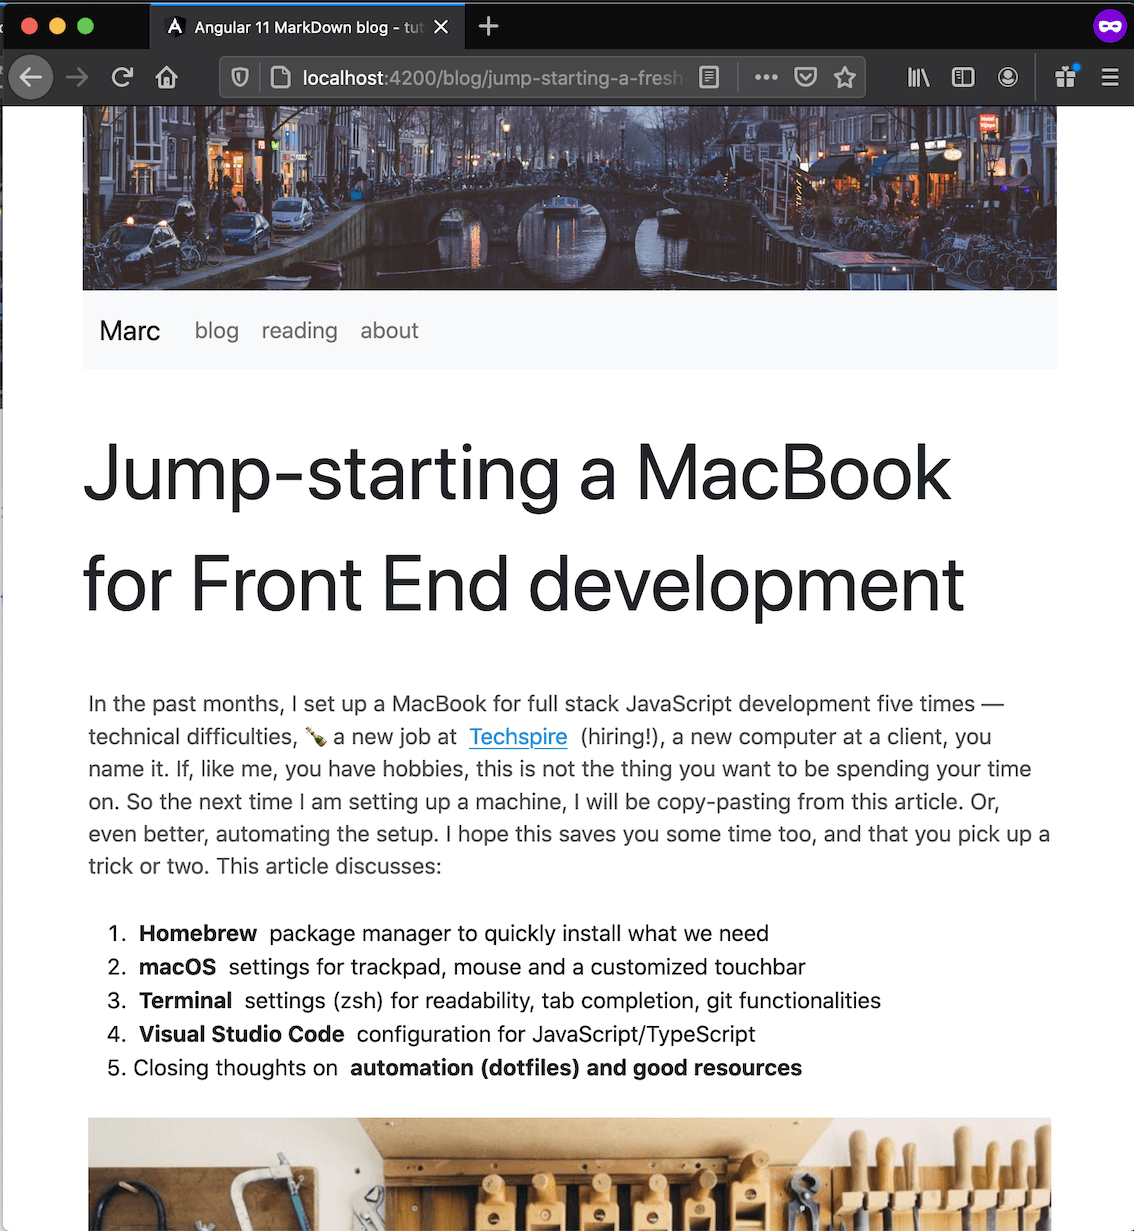 Angular 11 MarkDown blog - tut
localhost:4200/blog/jump-starting-a-fresh
Marc blog reading about
Jump-starting a MacBook
for Front End development
In the past months, I set up a MacBook for full stack JavaScript development five times —
technical difficulties, 🍾 a new job at Techspire (hiring!), a new computer at a client, you
name it. If, like me, you have hobbies, this is not the thing you want to be spending your time
on. So the next time I am setting up a machine, I will be copy-pasting from this article. Or,
even better, automating the setup. I hope this saves you some time too, and that you pick up a
trick or two. This article discusses:
1. Homebrew package manager to quickly install what we need
2. macOS settings for trackpad, mouse and a customized touchbar
3. Terminal settings (zsh) for readability, tab completion, git functionalities
4. Visual Studio Code configuration for JavaScript/TypeScript
5. Closing thoughts on automation (dotfiles) and good resources